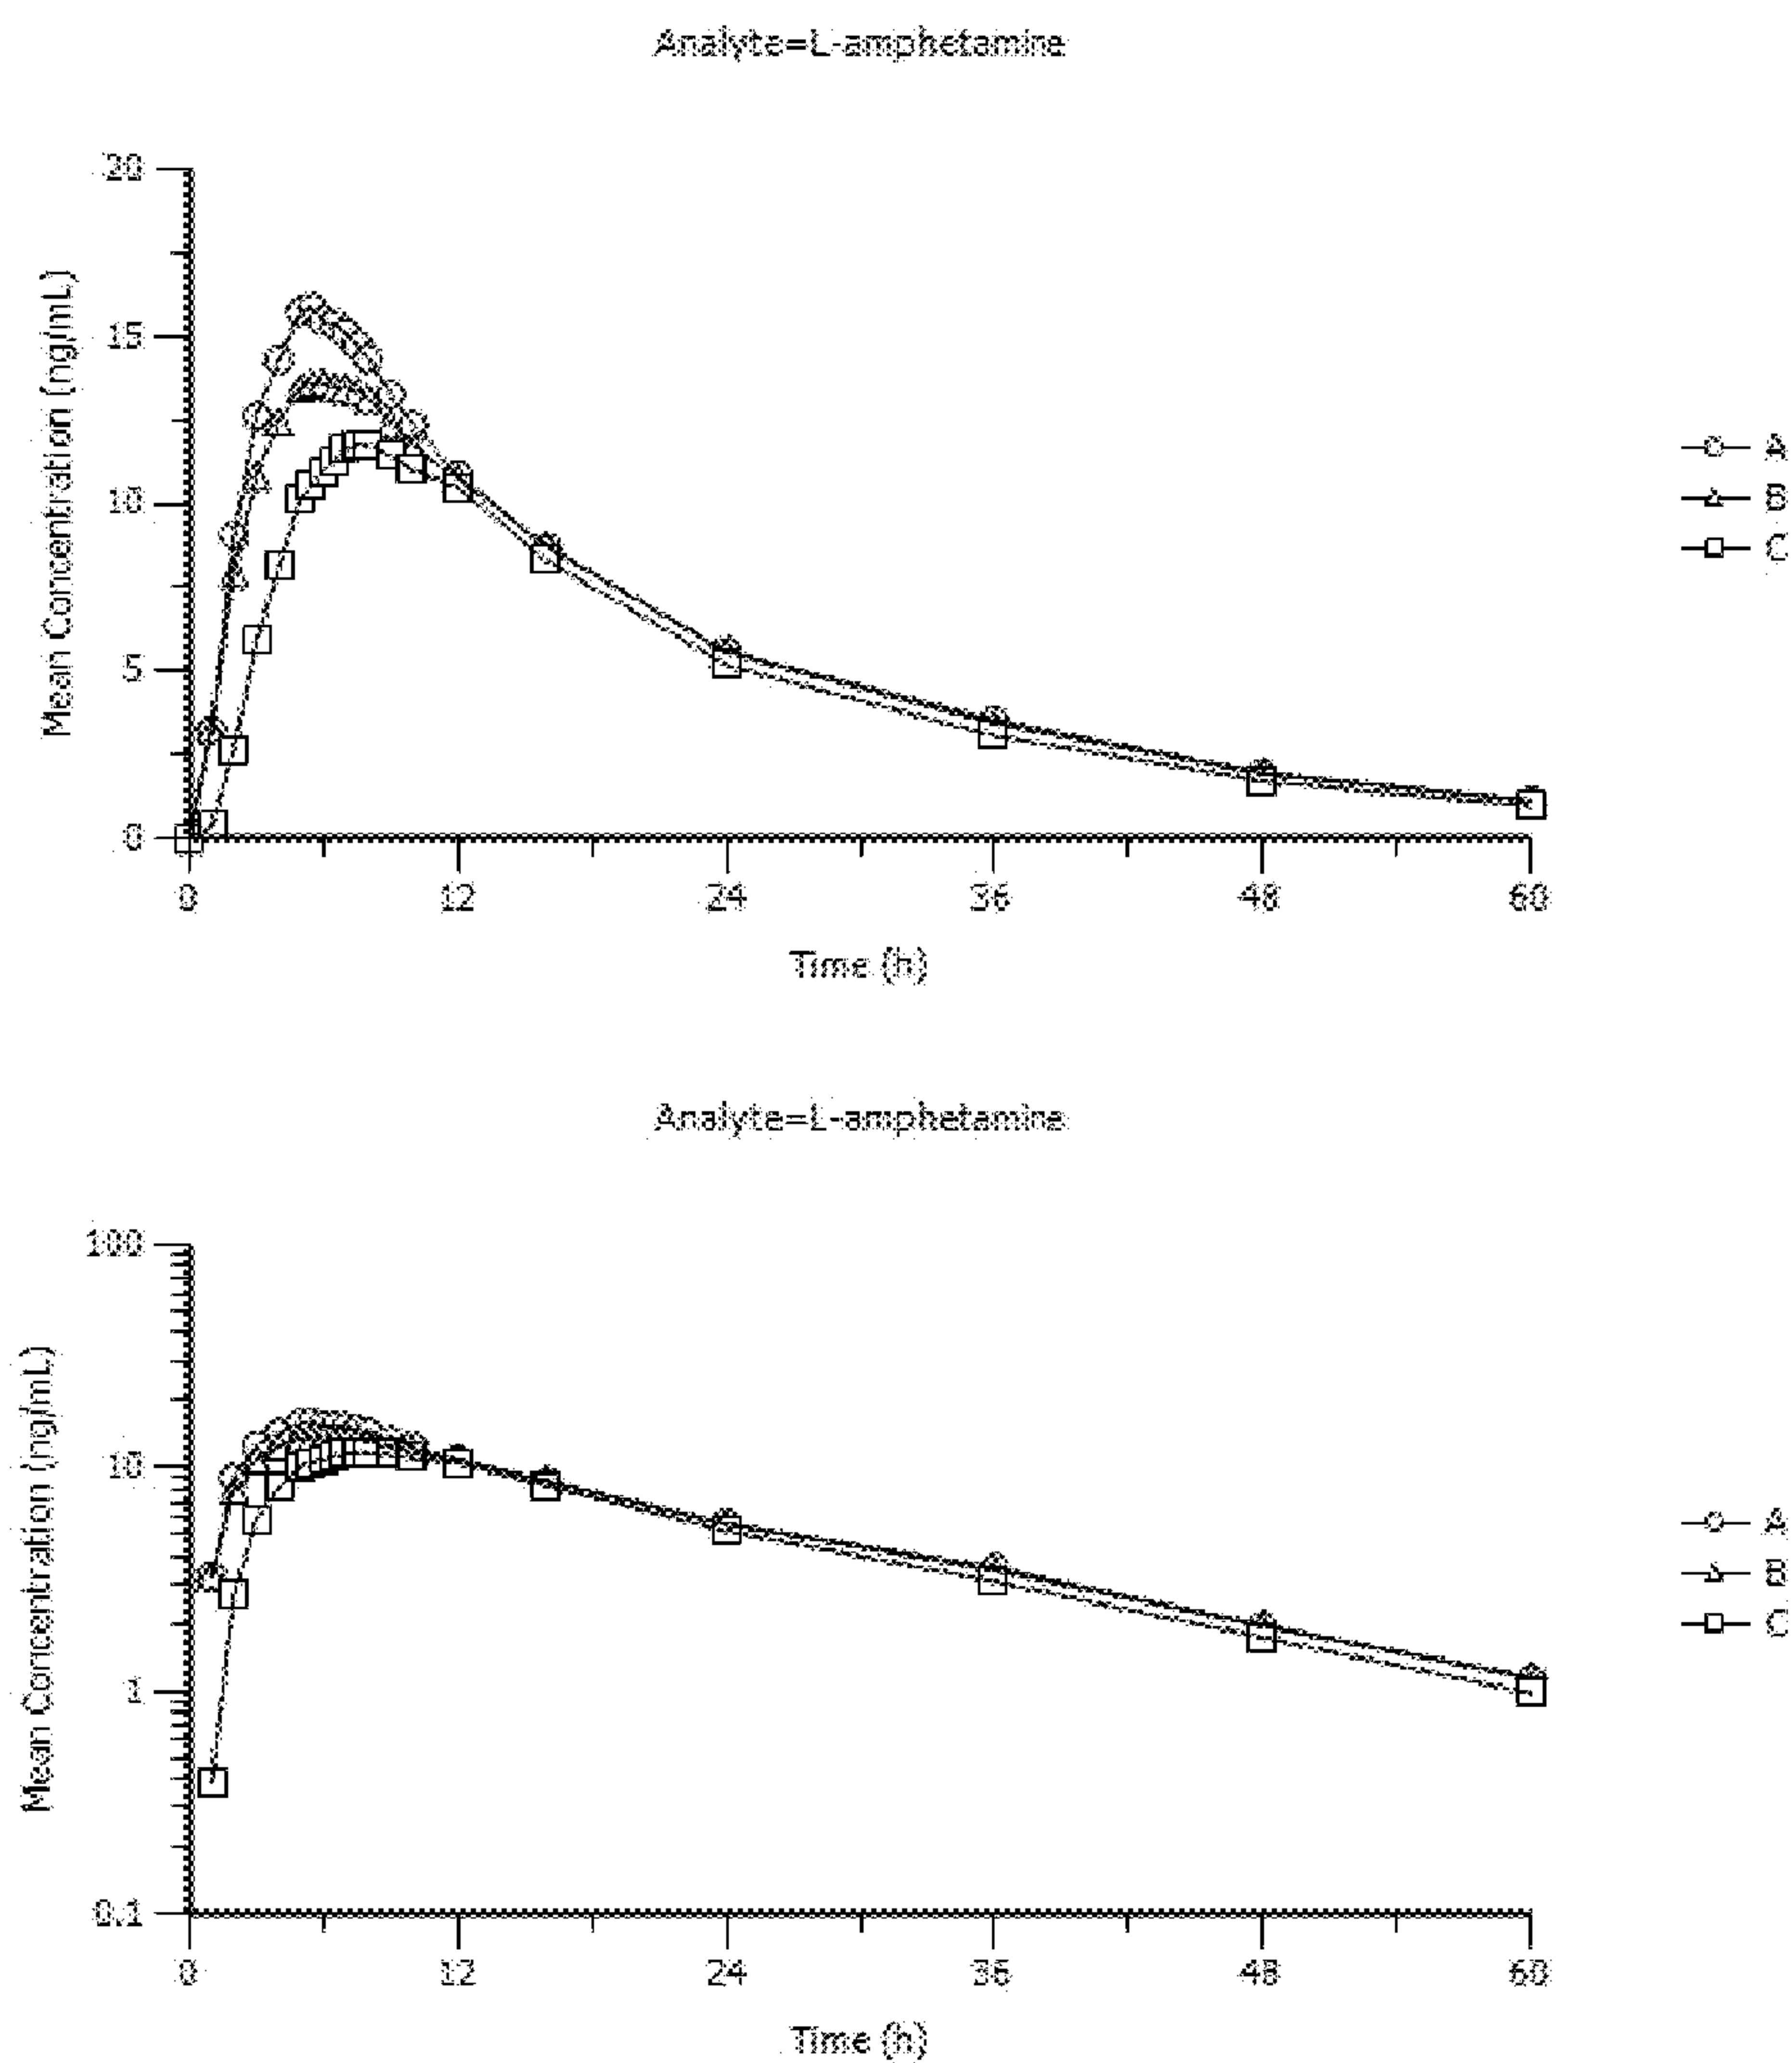 Analyte=L-amphetamine
20
15
10
5
0
Mean Concentration (ng/mL)
0 12 24 36 48 60
Time (h)
A
B
C
Analyte=L-amphetamine
100
10
1
0.1
Mean Concentration (ng/mL)
0 12 24 36 48 60
Time (h)
A
B
C